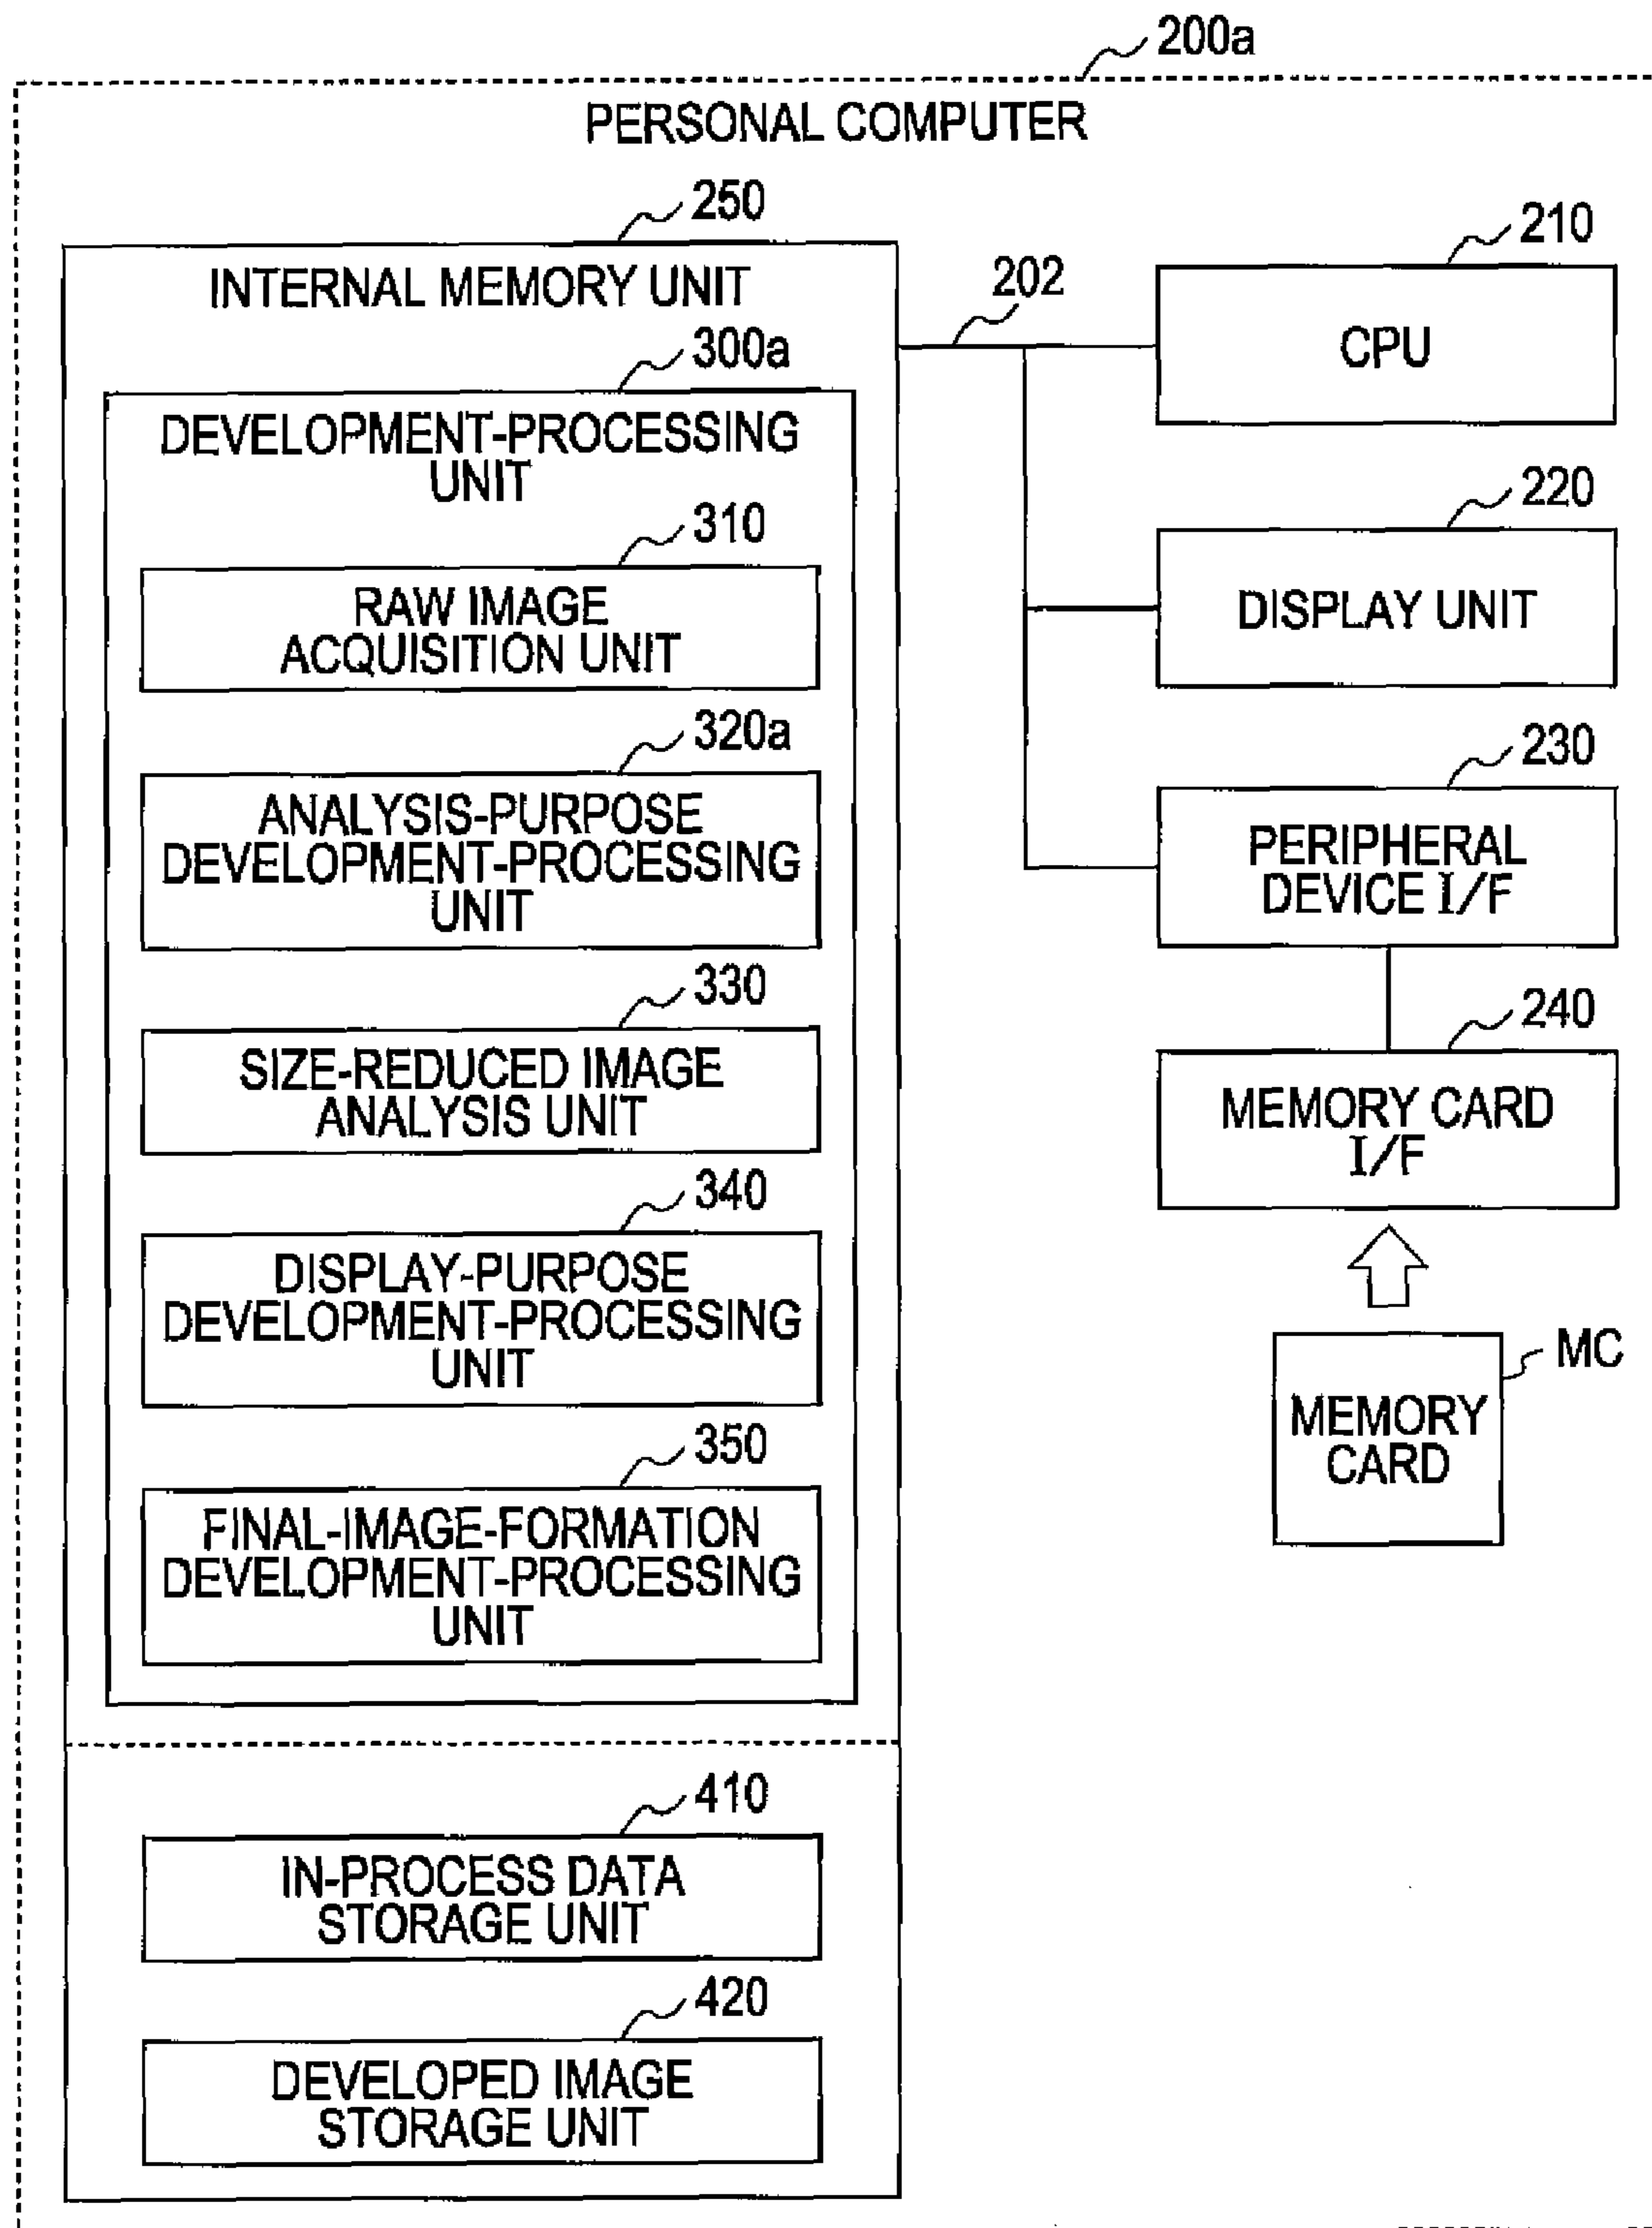 200a
PERSONAL COMPUTER
250
INTERNAL MEMORY UNIT
300a
DEVELOPMENT-PROCESSING
UNIT
310
RAW IMAGE
ACQUISITION UNIT
320a
ANALYSIS-PURPOSE
DEVELOPMENT-PROCESSING
UNIT
330
SIZE-REDUCED IMAGE
ANALYSIS UNIT
340
DISPLAY-PURPOSE
DEVELOPMENT-PROCESSING
UNIT
350
FINAL-IMAGE-FORMATION
DEVELOPMENT-PROCESSING
UNIT
410
IN-PROCESS DATA
STORAGE UNIT
420
DEVELOPED IMAGE
STORAGE UNIT
202
210
CPU
220
DISPLAY UNIT
230
PERIPHERAL
DEVICE I/F
240
MEMORY CARD
I/F
MC
MEMORY
CARD